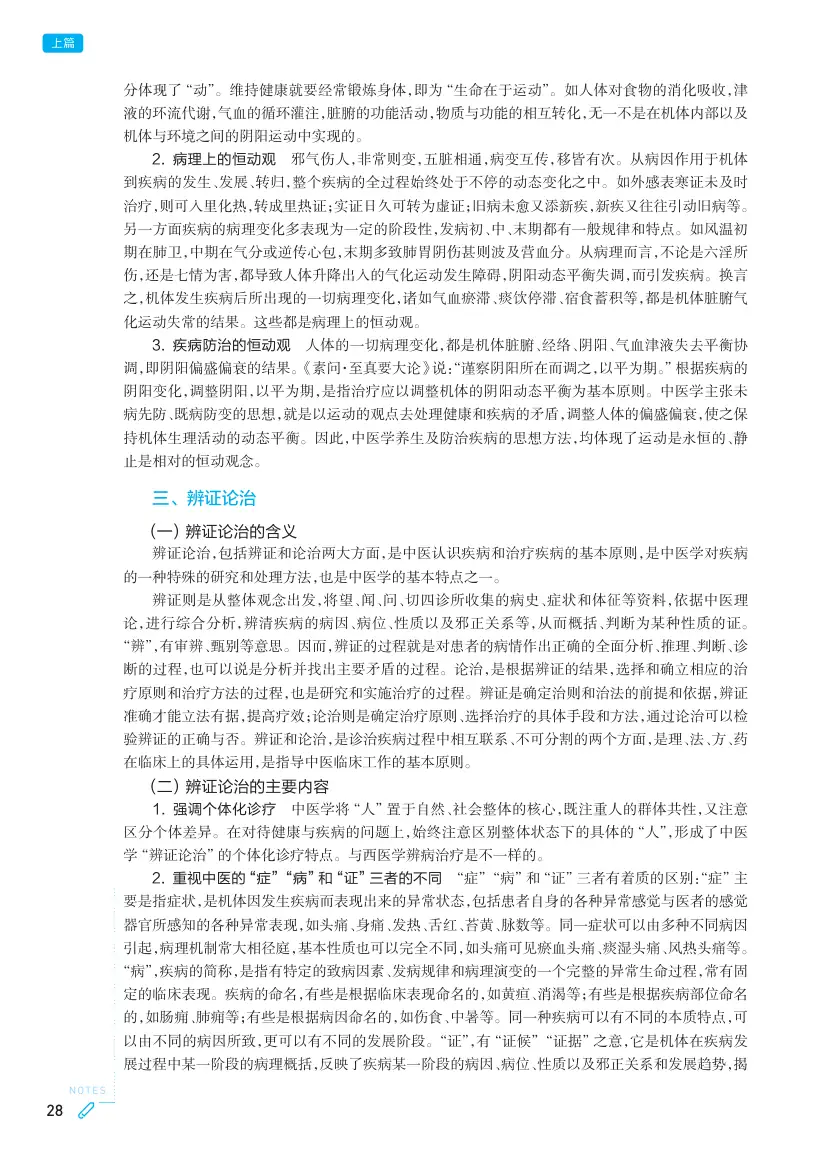 上篇
分体现了“动”。维持健康就要经常锻炼身体，即为“生命在于运动”。如人体对食物的消化吸收，津
液的环流代谢，气血的循环灌注，脏腑的功能活动，物质与功能的相互转化，无一不是在机体内部以及
机体与环境之间的阴阳运动中实现的。
2. 病理上的恒动观　邪气伤人，非常则变，五脏相通，病变互传，移皆有次。从病因作用于机体
到疾病的发生、发展、转归，整个疾病的全过程始终处于不停的动态变化之中。如外感表寒证未及时
治疗，则可入里化热，转成里热证；实证日久可转为虚证；旧病未愈又添新疾，新疾又往往引动旧病等。
另一方面疾病的病理变化多表现为一定的阶段性，发病初、中、末期都有一般规律和特点。如风温初
期在肺卫，中期在气分或逆传心包，末期多致肺胃阴伤甚则波及营血分。从病理而言，不论是六淫所
伤，还是七情为害，都导致人体升降出入的气化运动发生障碍，阴阳动态平衡失调，而引发疾病。换言
之，机体发生疾病后所出现的一切病理变化，诸如气血瘀滞、痰饮停滞、宿食蓄积等，都是机体脏腑气
化运动失常的结果。这些都是病理上的恒动观。
3. 疾病防治的恒动观　人体的一切病理变化，都是机体脏腑、经络、阴阳、气血津液失去平衡协
调，即阴阳偏盛偏衰的结果。《素问·至真要大论》说：“谨察阴阳所在而调之，以平为期。”根据疾病的
阴阳变化，调整阴阳，以平为期，是指治疗应以调整机体的阴阳动态平衡为基本原则。中医学主张未
病先防、既病防变的思想，就是以运动的观点去处理健康和疾病的矛盾，调整人体的偏盛偏衰，使之保
持机体生理活动的动态平衡。因此，中医学养生及防治疾病的思想方法，均体现了运动是永恒的、静
止是相对的恒动观念。
三、辨证论治
（一）辨证论治的含义
辨证论治，包括辨证和论治两大方面，是中医认识疾病和治疗疾病的基本原则，是中医学对疾病
的一种特殊的研究和处理方法，也是中医学的基本特点之一。
辨证则是从整体观念出发，将望、闻、问、切四诊所收集的病史、症状和体征等资料，依据中医理
论，进行综合分析，辨清疾病的病因、病位、性质以及邪正关系等，从而概括、判断为某种性质的证。
“辨”，有审辨、甄别等意思。因而，辨证的过程就是对患者的病情作出正确的全面分析、推理、判断、诊
断的过程，也可以说是分析并找出主要矛盾的过程。论治，是根据辨证的结果，选择和确立相应的治
疗原则和治疗方法的过程，也是研究和实施治疗的过程。辨证是确定治则和治法的前提和依据，辨证
准确才能立法有据，提高疗效；论治则是确定治疗原则、选择治疗的具体手段和方法，通过论治可以检
验辨证的正确与否。辨证和论治，是诊治疾病过程中相互联系、不可分割的两个方面，是理、法、方、药
在临床上的具体运用，是指导中医临床工作的基本原则。
（二）辨证论治的主要内容
1. 强调个体化诊疗　中医学将“人”置于自然、社会整体的核心，既注重人的群体共性，又注意
区分个体差异。在对待健康与疾病的问题上，始终注意区别整体状态下的具体的“人”，形成了中医
学“辨证论治”的个体化诊疗特点。与西医学辨病治疗是不一样的。
2. 重视中医的“症”“病”和“证”三者的不同　“症”“病”和“证”三者有着质的区别：“症”主
要是指症状，是机体因发生疾病而表现出来的异常状态，包括患者自身的各种异常感觉与医者的感觉
器官所感知的各种异常表现，如头痛、身痛、发热、舌红、苔黄、脉数等。同一症状可以由多种不同病因
引起，病理机制常大相径庭，基本性质也可以完全不同，如头痛可见瘀血头痛、痰湿头痛、风热头痛等。
“病”，疾病的简称，是指有特定的致病因素、发病规律和病理演变的一个完整的异常生命过程，常有固
定的临床表现。疾病的命名，有些是根据临床表现命名的，如黄疸、消渴等；有些是根据疾病部位命名
的，如肠痈、肺痈等；有些是根据病因命名的，如伤食、中暑等。同一种疾病可以有不同的本质特点，可
以由不同的病因所致，更可以有不同的发展阶段。“证”，有“证候”“证据”之意，它是机体在疾病发
展过程中某一阶段的病理概括，反映了疾病某一阶段的病因、病位、性质以及邪正关系和发展趋势，揭
NOTES
28